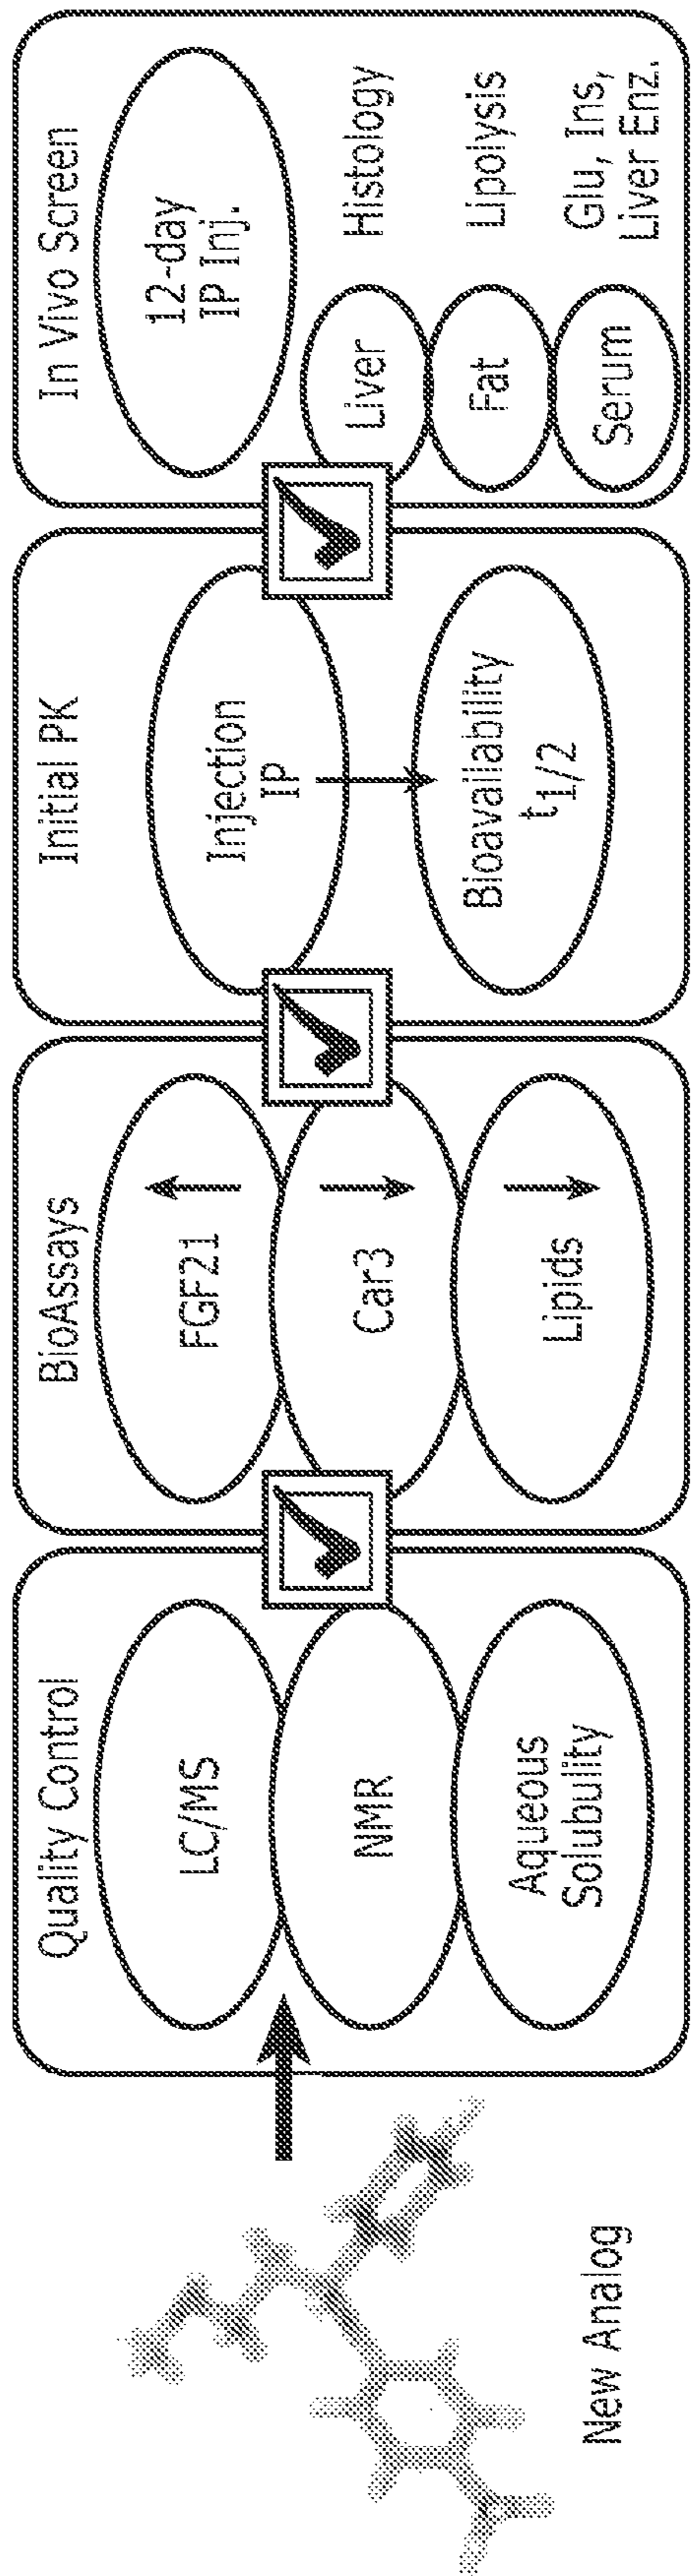 New Analog
Quality Control
LC/MS
NMR
Aqueous
Solubulity
BioAssays
FGF21
Car3
Lipids
Initial PK
Injection
IP
Bioavailability
t1/2
In Vivo Screen
12-day
IP Inj.
Liver
Histology
Fat
Lipolysis
Serum
Glu, Ins,
Liver Enz.